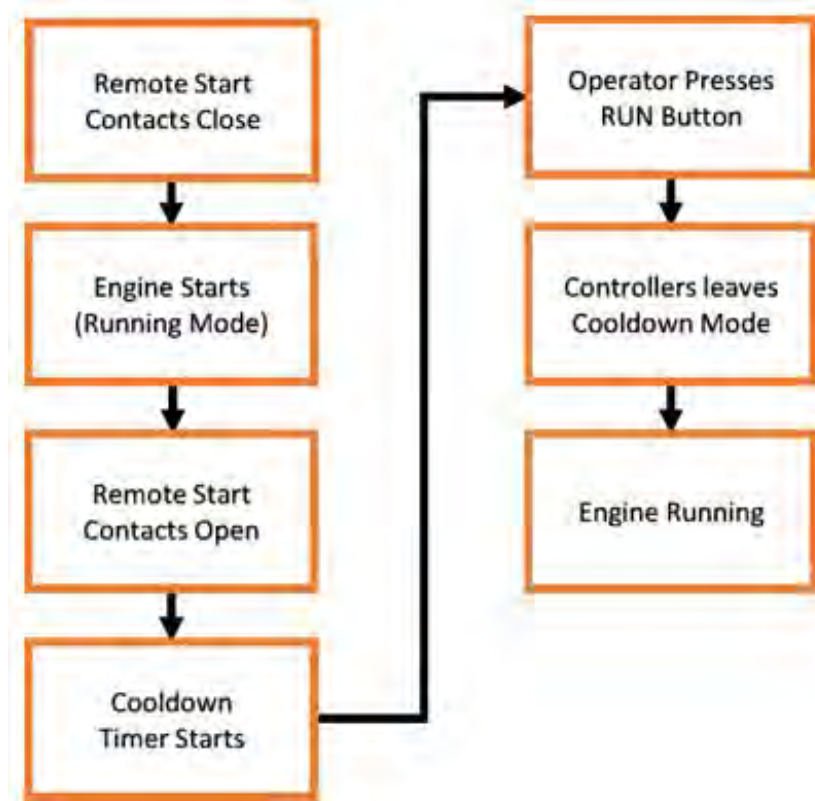 Remote Start
Contacts Close
Engine Starts
(Running Mode)
Remote Start
Contacts Open
Cooldown
Timer Starts
Operator Presses
RUN Button
Controllers leaves
Cooldown Mode
Engine Running